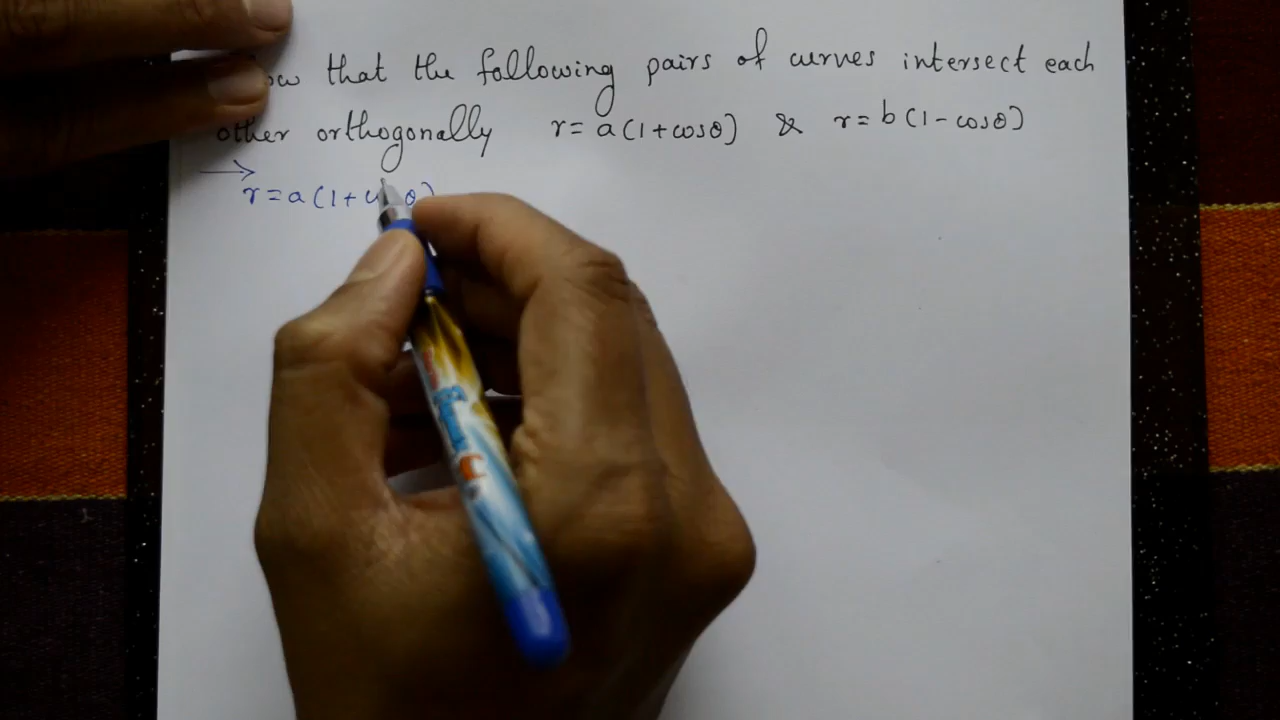 that the following pairs of curves intersect each
other orthogonally r = a(1+cosθ) & r = b(1-cosθ)
r = a(1+